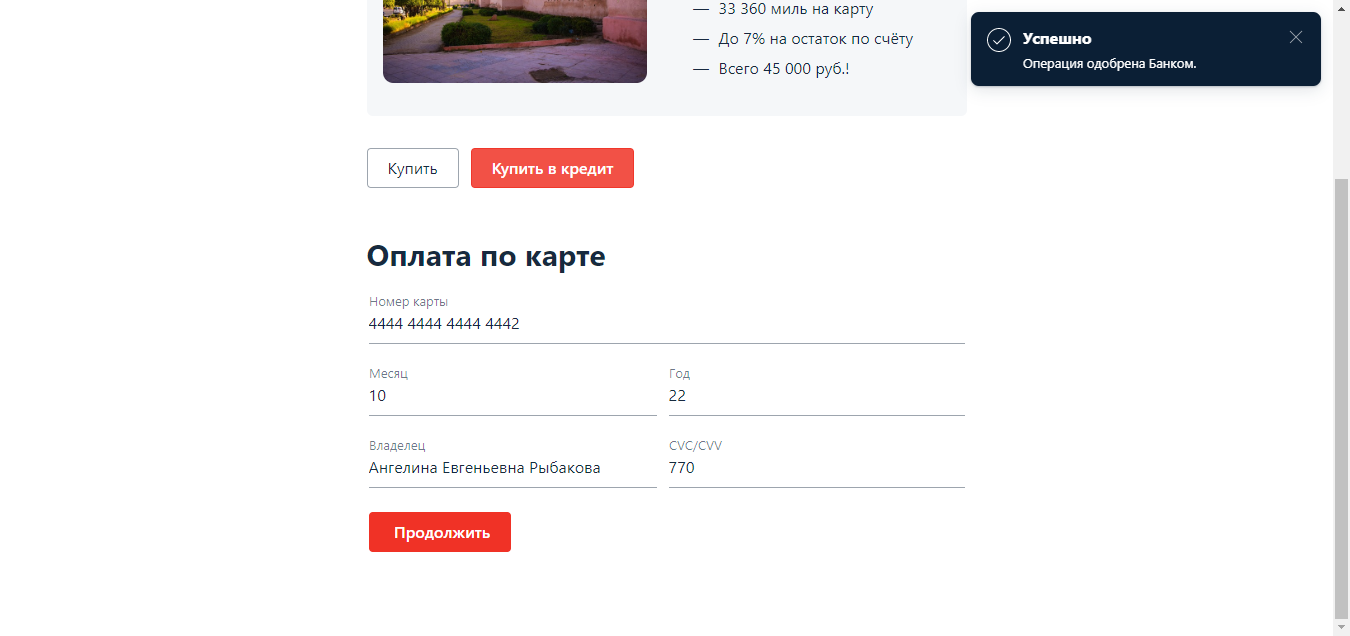 — 33 360 миль на карту
— До 7% на остаток по счёту
— Всего 45 000 руб.!
Успешно
Операция одобрена Банком.
Купить
Купить в кредит
Оплата по карте
Номер карты
4444 4444 4444 4442
Месяц
Год
10
22
Владелец
CVC/CVV
Ангелина Евгеньевна Рыбакова
770
Продолжить